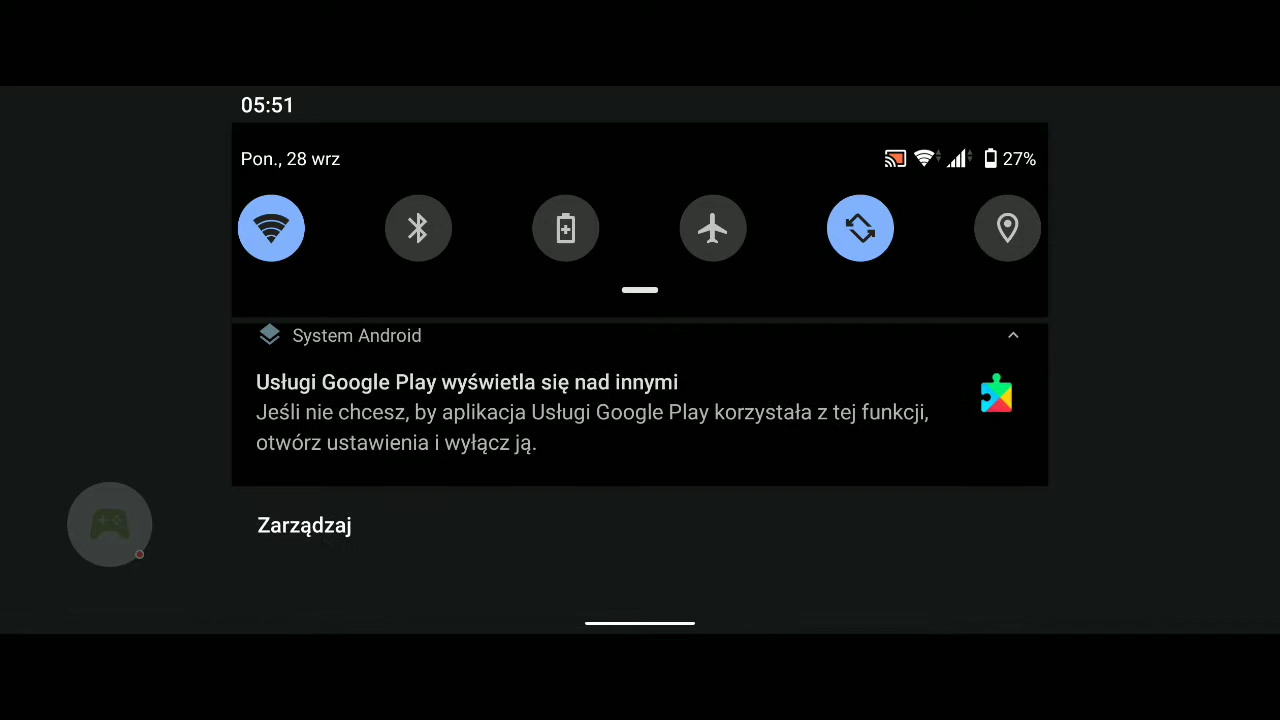 05:51
Pon., 28 wrz
27%
System Android
Usługi Google Play wyświetla się nad innymi
Jeśli nie chcesz, by aplikacja Usługi Google Play korzystała z tej funkcji,
otwórz ustawienia i wyłącz ją.
Zarządzaj